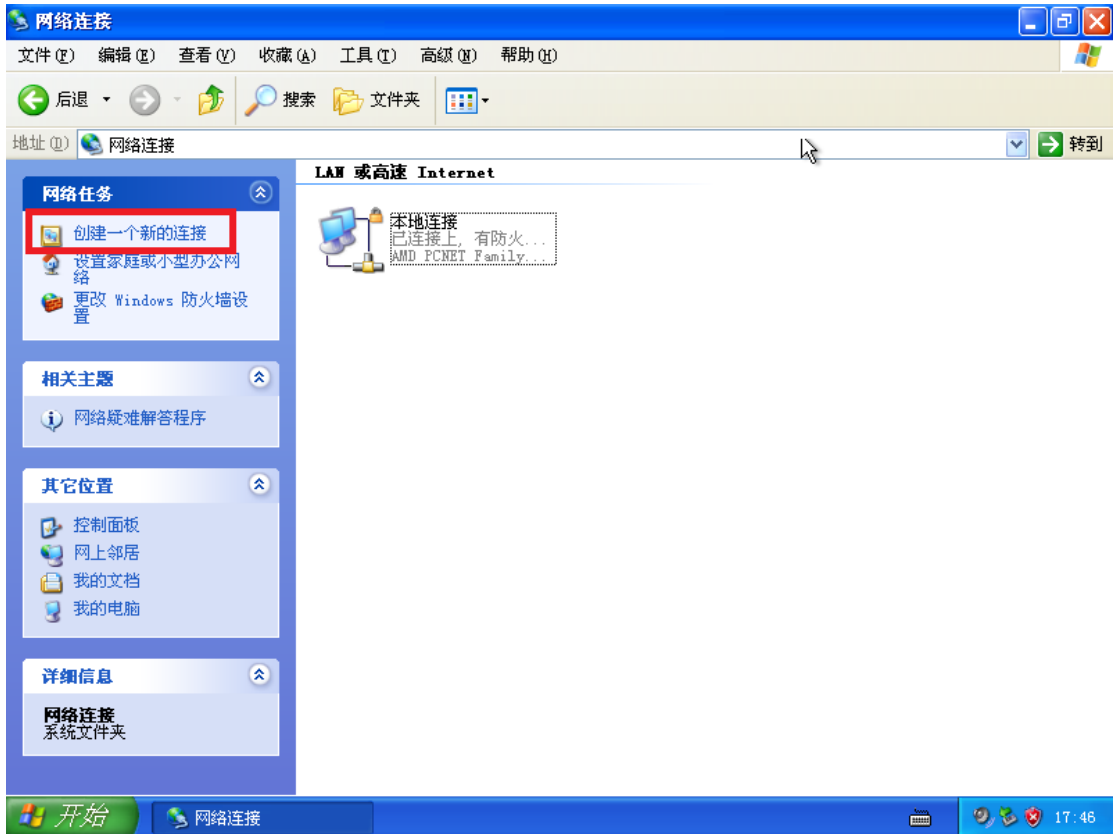 网络连接
文件(F) 编辑(E) 查看(V) 收藏(A) 工具(T) 高级(N) 帮助(H)
后退 搜索 文件夹
地址(D) 网络连接 转到
网络任务
创建一个新的连接
设置家庭或小型办公网
络
更改 Windows 防火墙设
置
相关主题
网络疑难解答程序
其它位置
控制面板
网上邻居
我的文档
我的电脑
详细信息
网络连接
系统文件夹
LAN 或高速 Internet
本地连接
已连接上, 有防火...
AMD PCNET Family...
开始 网络连接 17:46